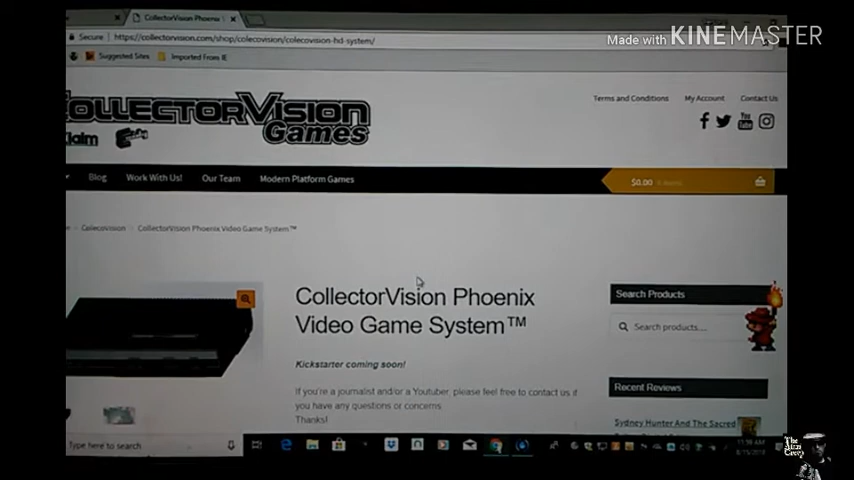 Made with KINEMASTER
CollectorVision Phoenix
Secure https://collectorvision.com/shop/colecovision/colecovision-hd-system/
Suggested Sites Imported From IE
COLLECTORVISION
Games
Terms and Conditions My Account Contact Us
Blog Work With Us! Our Team Modern Platform Games
$0.00
ColecoVision CollectorVision Phoenix Video Game System™
CollectorVision Phoenix
Video Game System™
Search Products
Search products....
Kickstarter coming soon!
If you're a journalist and/or a Youtuber, please feel free to contact us if
you have any questions or concerns
Thanks!
Recent Reviews
Sydney Hunter And The Sacred
Type here to search